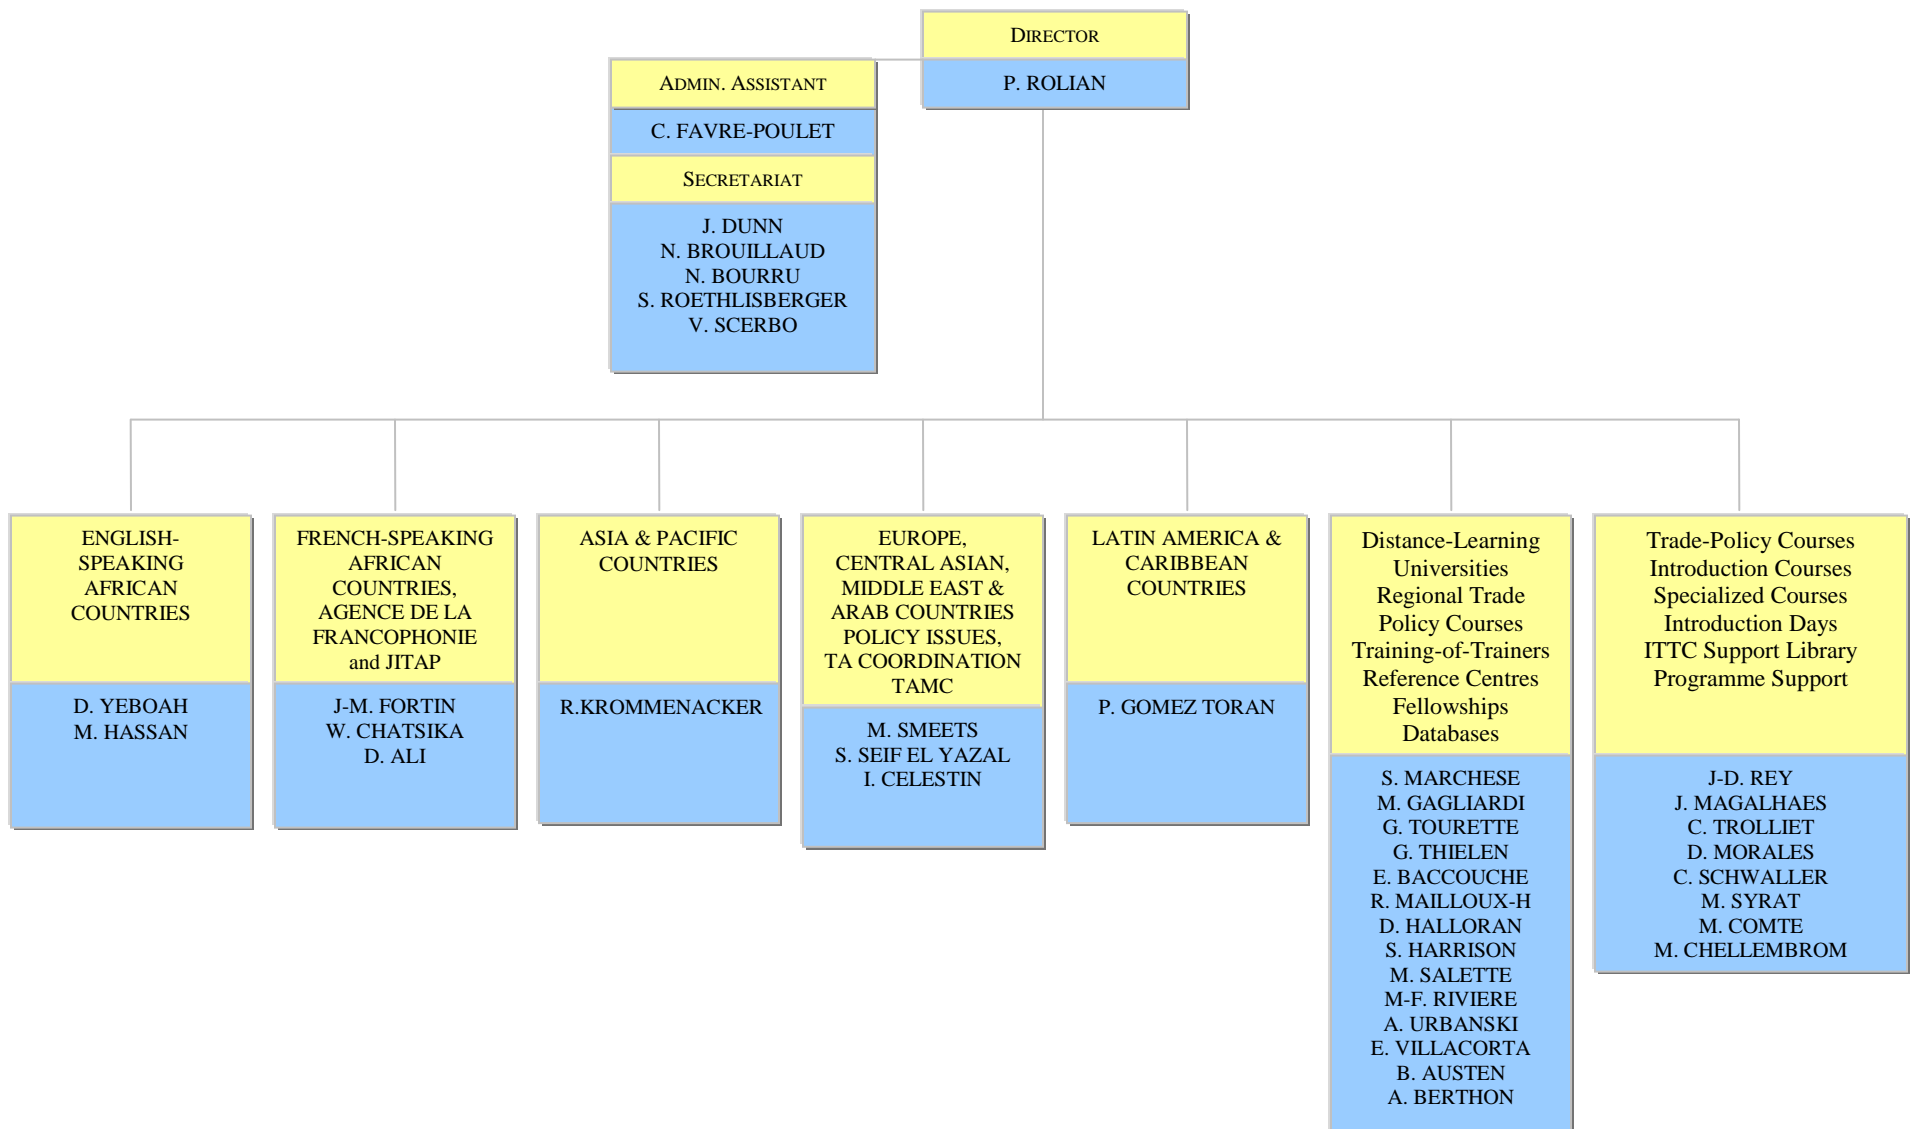 DIRECTOR
P. ROLIAN
ADMIN. ASSISTANT
C. FAVRE-POULET
SECRETARIAT
J. DUNN
N. BROUILLAUD
N. BOURRU
S. ROETHLISBERGER
V. SCERBO
ENGLISH-
SPEAKING
AFRICAN
COUNTRIES
D. YEBOAH
M. HASSAN
FRENCH-SPEAKING
AFRICAN
COUNTRIES,
AGENCE DE LA
FRANCOPHONIE
and JITAP
J-M. FORTIN
W. CHATSIKA
D. ALI
ASIA & PACIFIC
COUNTRIES
R.KROMMENACKER
EUROPE,
CENTRAL ASIAN,
MIDDLE EAST &
ARAB COUNTRIES
POLICY ISSUES,
TA COORDINATION
TAMC
M. SMEETS
S. SEIF EL YAZAL
I. CELESTIN
LATIN AMERICA &
CARIBBEAN
COUNTRIES
P. GOMEZ TORAN
Distance-Learning
Universities
Regional Trade
Policy Courses
Training-of-Trainers
Reference Centres
Fellowships
Databases
S. MARCHESE
M. GAGLIARDI
G. TOURETTE
G. THIELEN
E. BACCOUCHE
R. MAILLOUX-H
D. HALLORAN
S. HARRISON
M. SALETTE
M-F. RIVIERE
A. URBANSKI
E. VILLACORTA
B. AUSTEN
A. BERTHON
Trade-Policy Courses
Introduction Courses
Specialized Courses
Introduction Days
ITTC Support Library
Programme Support
J-D. REY
J. MAGALHAES
C. TROLLIET
D. MORALES
C. SCHWALLER
M. SYRAT
M. COMTE
M. CHELLEMBROM